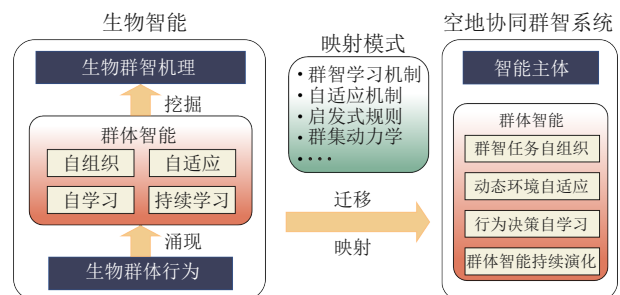 生物智能
生物群智机理
挖掘
群体智能
自组织
自适应
自学习
持续学习
涌现
生物群体行为
映射模式
·群智学习机制
·自适应机制
·启发式规则
·群集动力学
····
迁移
映射
空地协同群智系统
智能主体
群体智能
群智任务自组织
动态环境自适应
行为决策自学习
群体智能持续演化